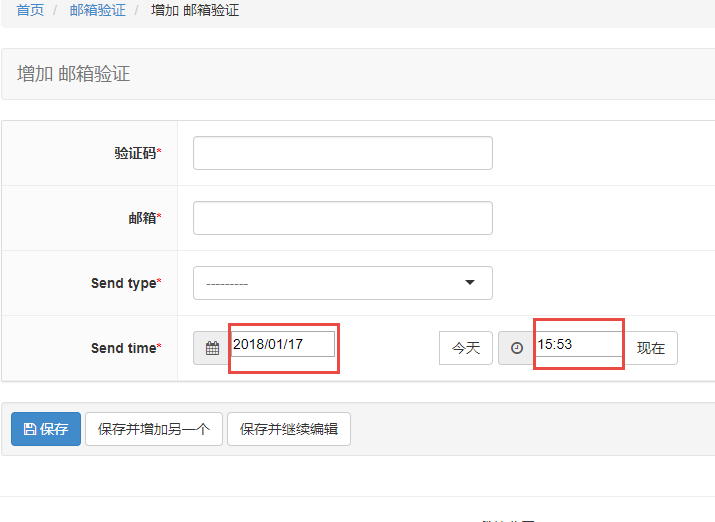 首页 / 邮箱验证 / 增加 邮箱验证
增加 邮箱验证
验证码*
邮箱*
Send type* ---------
Send time* 2018/01/17 今天 15:53 现在
保存 保存并增加另一个 保存并继续编辑